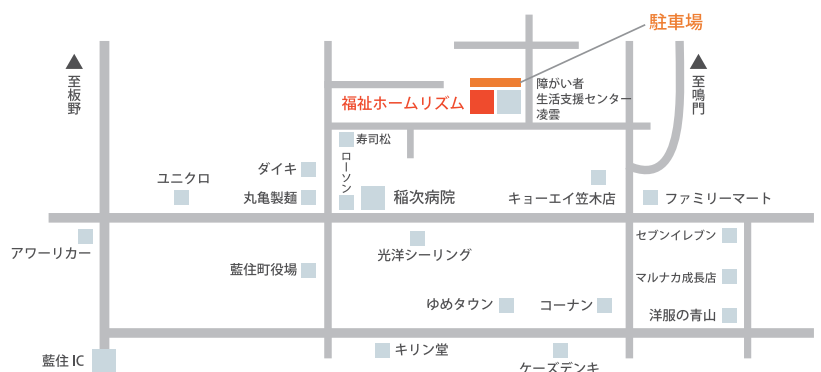 駐車場
至板野
至鳴門
障がい者
生活支援センター
凌雲
福祉ホームリズム
寿司松
ローソン
ダイキ
ユニクロ
丸亀製麺
稲次病院
キョーエイ笠木店
ファミリーマート
アワーリカー
光洋シーリング
セブンイレブン
藍住町役場
マルナカ成長店
ゆめタウン
コーナン
洋服の青山
藍住 IC
キリン堂
ケーズデンキ